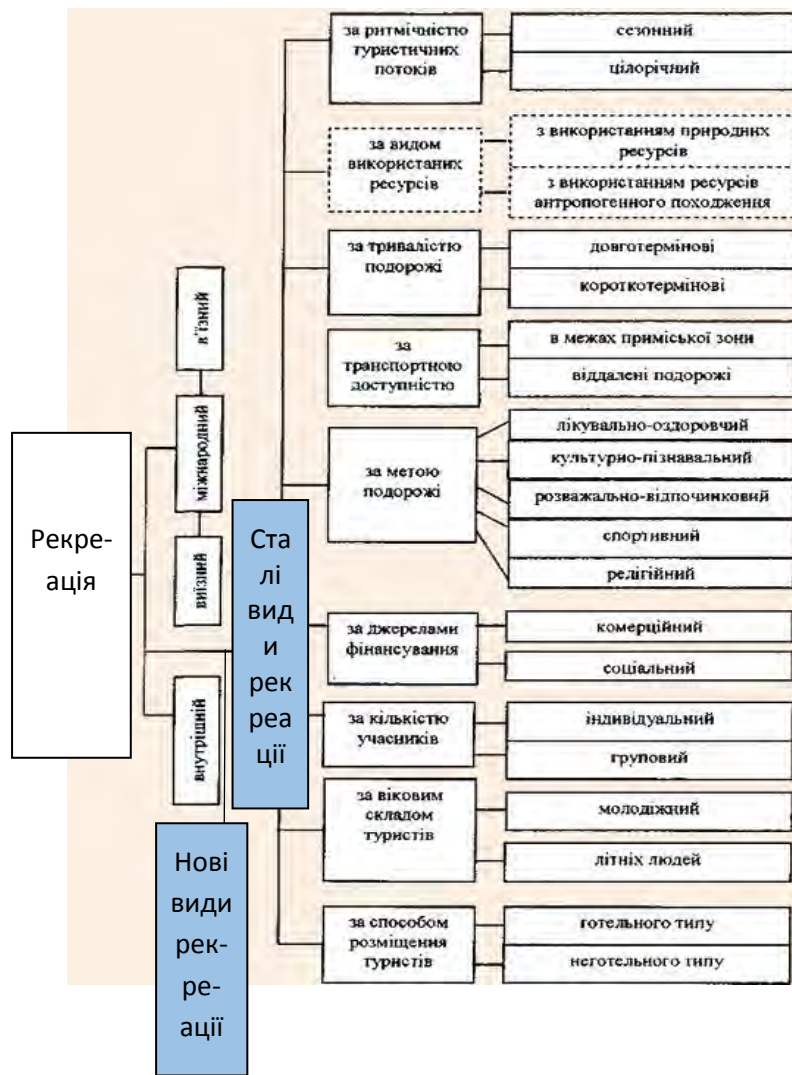 Рекре-
ація
в'їзний
міжнародний
виїзний
внутрішній
Ста
лі
вид
и
рек
реа
ції
Нові
види
рек-
ре-
ації
за ритмічністю
туристичних
потоків
сезонний
цілорічний
за видом
використаних
ресурсів
з використанням природних
ресурсів
з використанням ресурсів
антропогенного походження
за тривалістю
подорожі
довготермінові
короткотермінові
за
транспортною
доступністю
в межах приміської зони
віддалені подорожі
за метою
подорожі
лікувально-оздоровчий
культурно-пізнавальний
розважально-відпочинковий
спортивний
релігійний
за джерелами
фінансування
комерційний
соціальний
за кількістю
учасників
індивідуальний
груповий
за віковим
складом
туристів
молодіжний
літніх людей
за способом
розміщення
туристів
готельного типу
неготельного типу